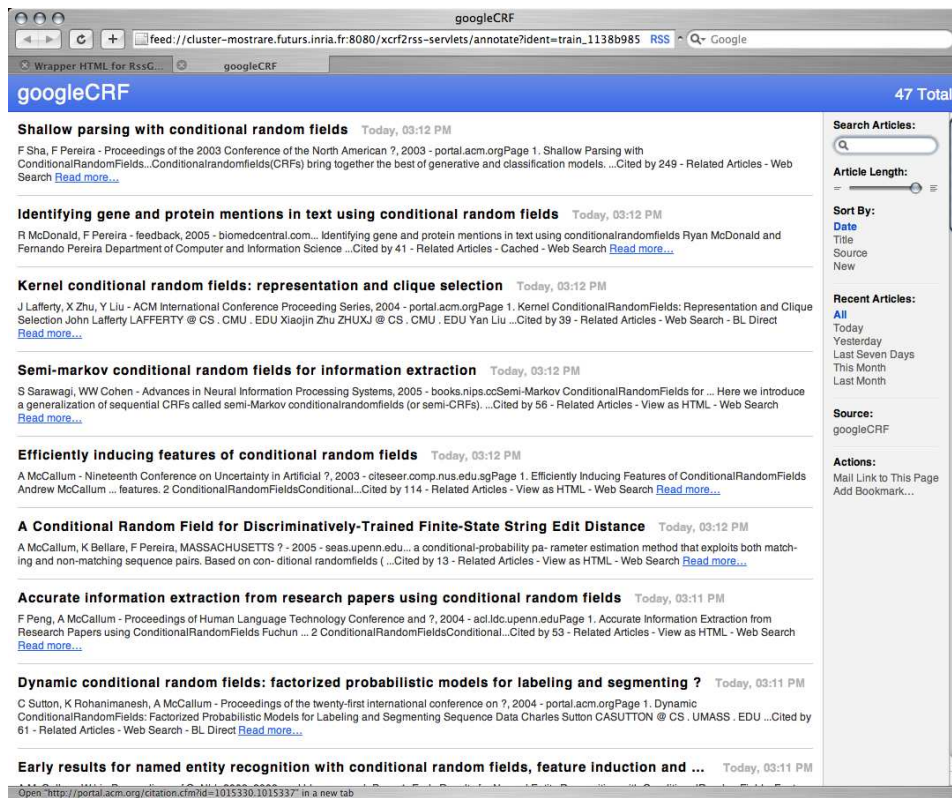 googleCRF
feed://cluster-mostrare.futurs.inria.fr:8080/xcrf2rss-servlets/annotate?ident=train_1138b985 RSS Google
Wrapper HTML for RssG... googleCRF
googleCRF 47 Total
Shallow parsing with conditional random fields Today, 03:12 PM
F Sha, F Pereira - Proceedings of the 2003 Conference of the North American ?, 2003 - portal.acm.orgPage 1. Shallow Parsing with
ConditionalRandomFields...Conditionalrandomfields(CRFs) bring together the best of generative and classification models. ...Cited by 249 - Related Articles - Web
Search Read more...
Identifying gene and protein mentions in text using conditional random fields Today, 03:12 PM
R McDonald, F Pereira - feedback, 2005 - biomedcentral.com... Identifying gene and protein mentions in text using conditionalrandomfields Ryan McDonald and
Fernando Pereira Department of Computer and Information Science ...Cited by 41 - Related Articles - Cached - Web Search Read more...
Kernel conditional random fields: representation and clique selection Today, 03:12 PM
J Lafferty, X Zhu, Y Liu - ACM International Conference Proceeding Series, 2004 - portal.acm.orgPage 1. Kernel ConditionalRandomFields: Representation and Clique
Selection John Lafferty LAFFERTY @ CS . CMU . EDU Xiaojin Zhu ZHUXJ @ CS . CMU . EDU Yan Liu ...Cited by 39 - Related Articles - Web Search - BL Direct
Read more...
Semi-markov conditional random fields for information extraction Today, 03:12 PM
S Sarawagi, WW Cohen - Advances in Neural Information Processing Systems, 2005 - books.nips.ccSemi-Markov ConditionalRandomFields for ... Here we introduce
a generalization of sequential CRFs called semi-Markov conditionalrandomfields (or semi-CRFs). ...Cited by 56 - Related Articles - View as HTML - Web Search
Read more...
Efficiently inducing features of conditional random fields Today, 03:12 PM
A McCallum - Nineteenth Conference on Uncertainty in Artificial ?, 2003 - citeseer.comp.nus.edu.sgPage 1. Efficiently Inducing Features of ConditionalRandomFields
Andrew McCallum ... features. 2 ConditionalRandomFieldsConditional...Cited by 114 - Related Articles - View as HTML - Web Search Read more...
A Conditional Random Field for Discriminatively-Trained Finite-State String Edit Distance Today, 03:12 PM
A McCallum, K Bellare, F Pereira, MASSACHUSETTS ? - 2005 - seas.upenn.edu... a conditional-probability pa- rameter estimation method that exploits both match-
ing and non-matching sequence pairs. Based on con- ditional randomfields ( ...Cited by 13 - Related Articles - View as HTML - Web Search Read more...
Accurate information extraction from research papers using conditional random fields Today, 03:11 PM
F Peng, A McCallum - Proceedings of Human Language Technology Conference and ?, 2004 - acl.ldc.upenn.eduPage 1. Accurate Information Extraction from
Research Papers using ConditionalRandomFields Fuchun ... 2 ConditionalRandomFieldsConditional...Cited by 53 - Related Articles - View as HTML - Web Search
Read more...
Dynamic conditional random fields: factorized probabilistic models for labeling and segmenting ? Today, 03:11 PM
C Sutton, K Rohanimanesh, A McCallum - Proceedings of the twenty-first international conference on ?, 2004 - portal.acm.orgPage 1. Dynamic
ConditionalRandomFields: Factorized Probabilistic Models for Labeling and Segmenting Sequence Data Charles Sutton CASUTTON @ CS . UMASS . EDU ...Cited by
61 - Related Articles - Web Search - BL Direct Read more...
Early results for named entity recognition with conditional random fields, feature induction and ... Today, 03:11 PM
Search Articles:
Article Length:
Sort By:
Date
Title
Source
New
Recent Articles:
All
Today
Yesterday
Last Seven Days
This Month
Last Month
Source:
googleCRF
Actions:
Mail Link to This Page
Add Bookmark...
Open "http://portal.acm.org/citation.cfm?id=1015330.1015337" in a new tab